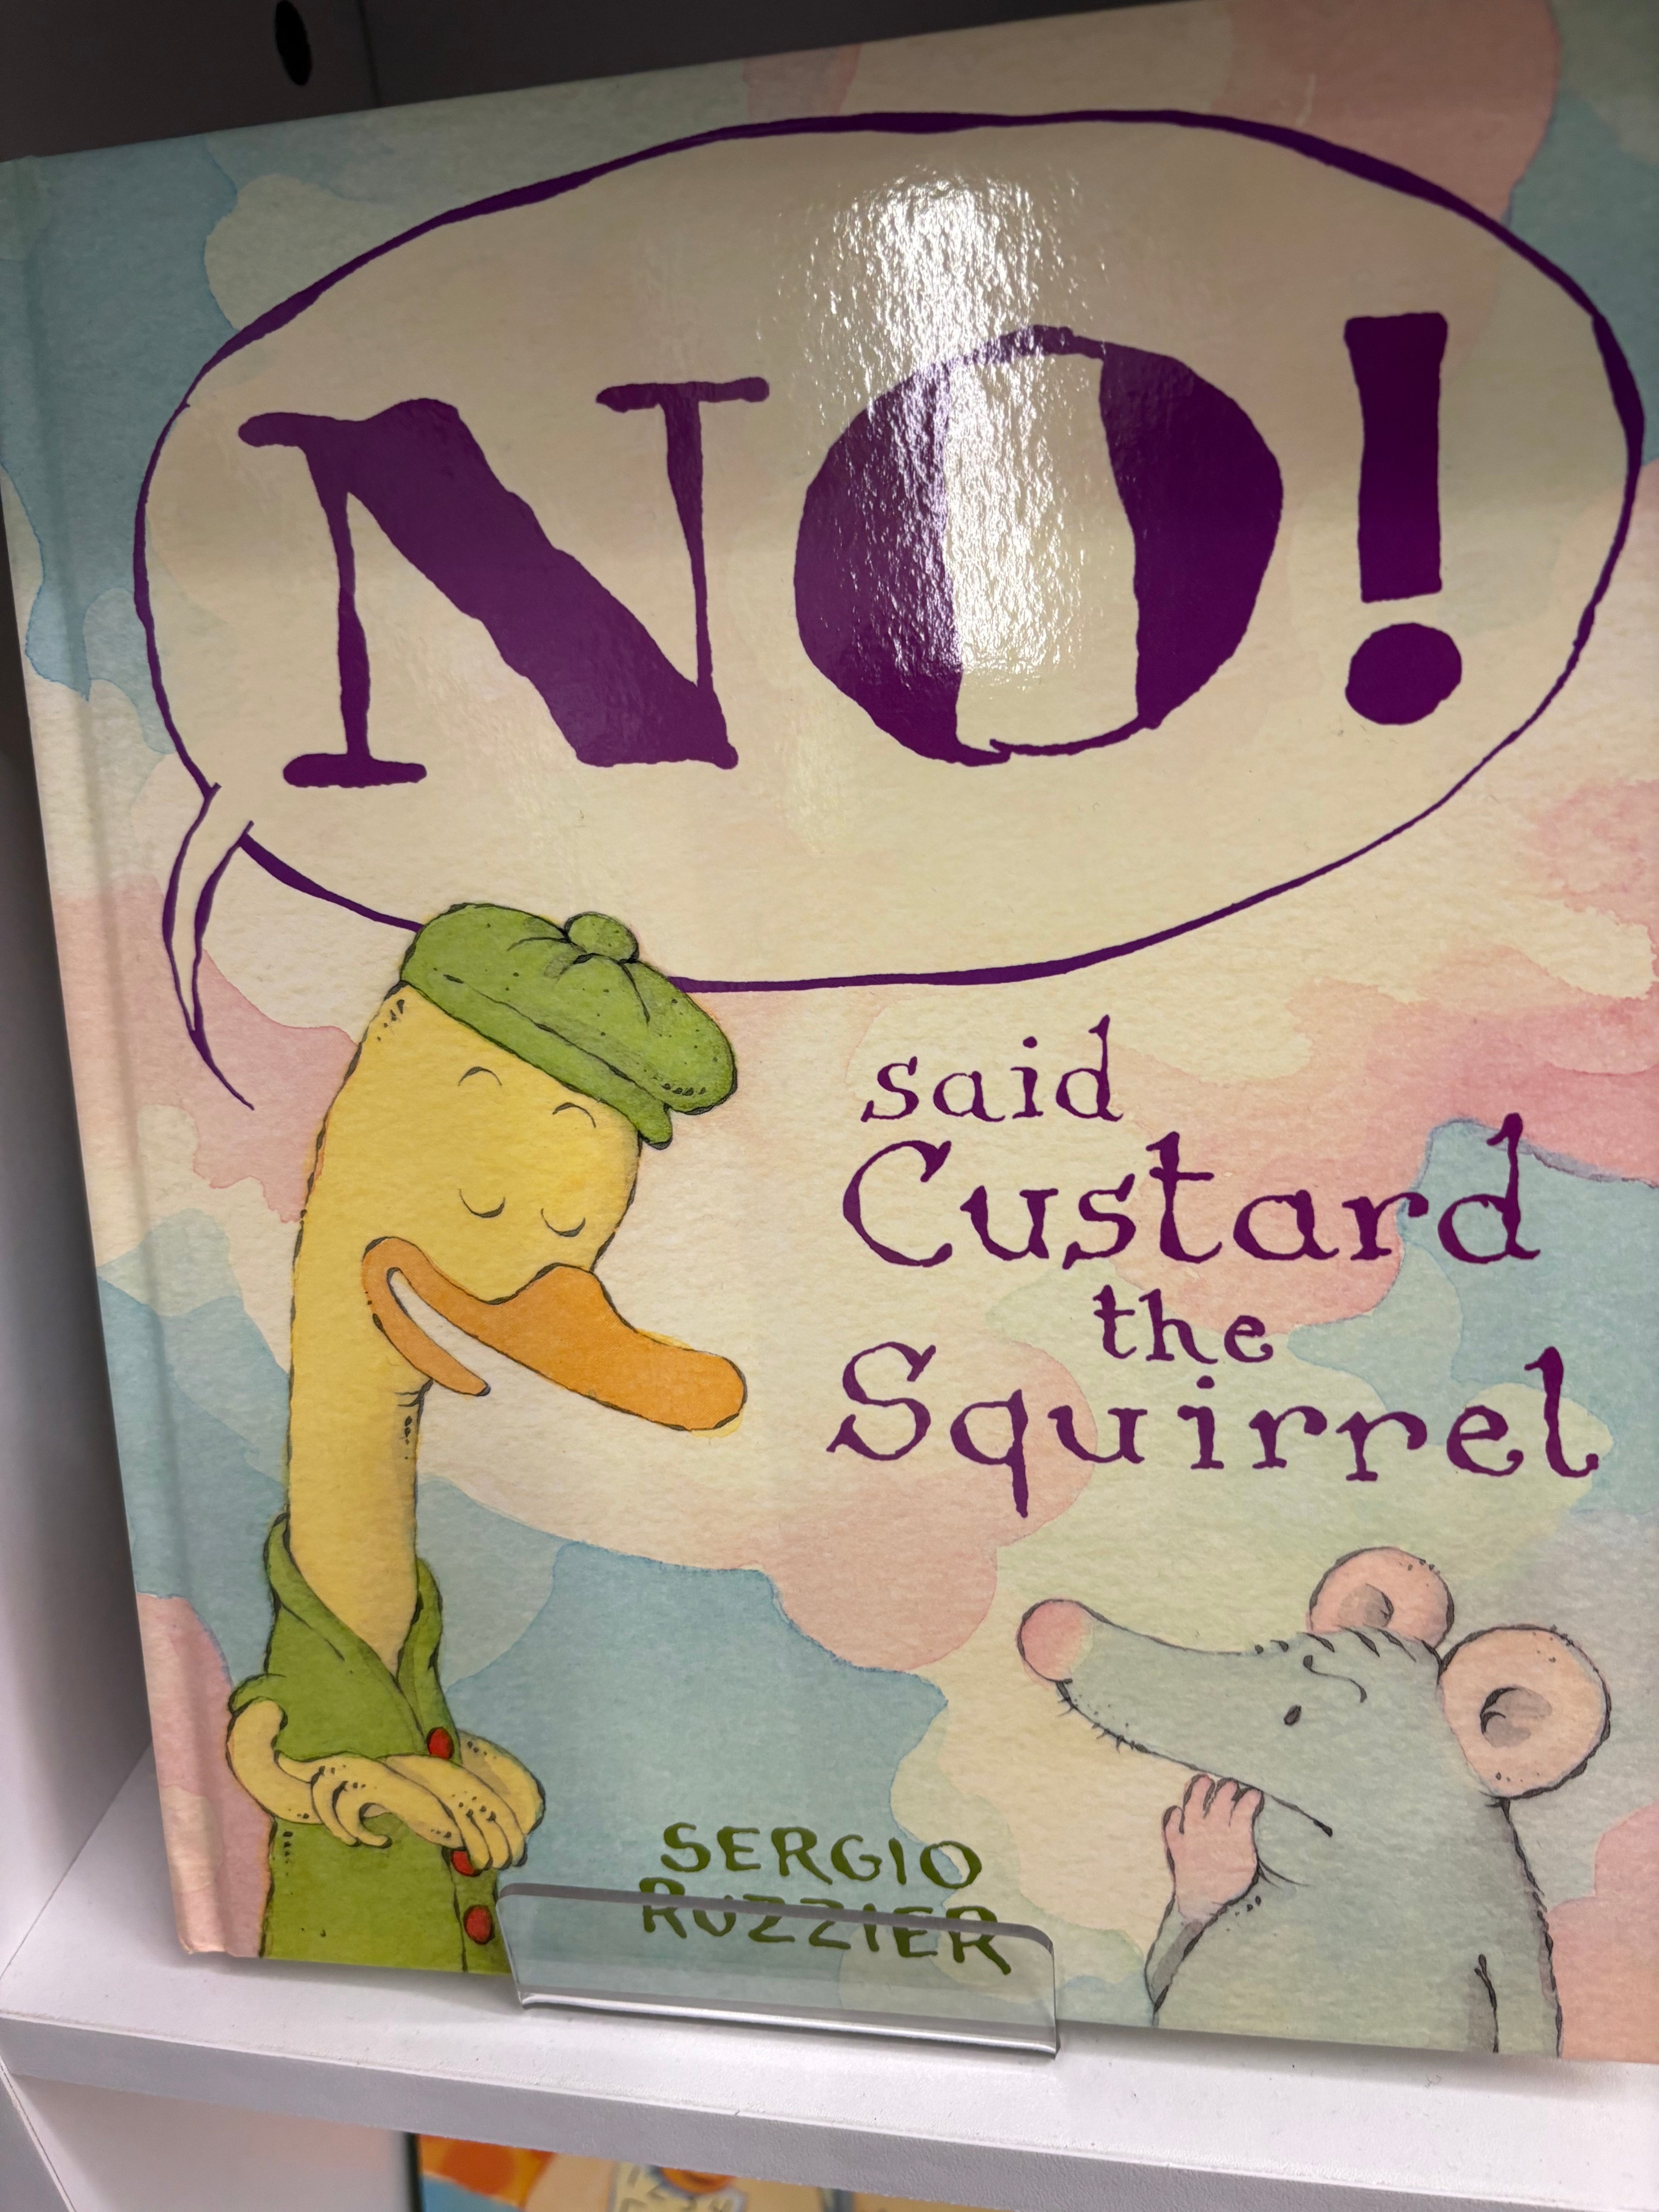 NO!
said
Custard
the
Squirrel
SERGIO
RUZZIER